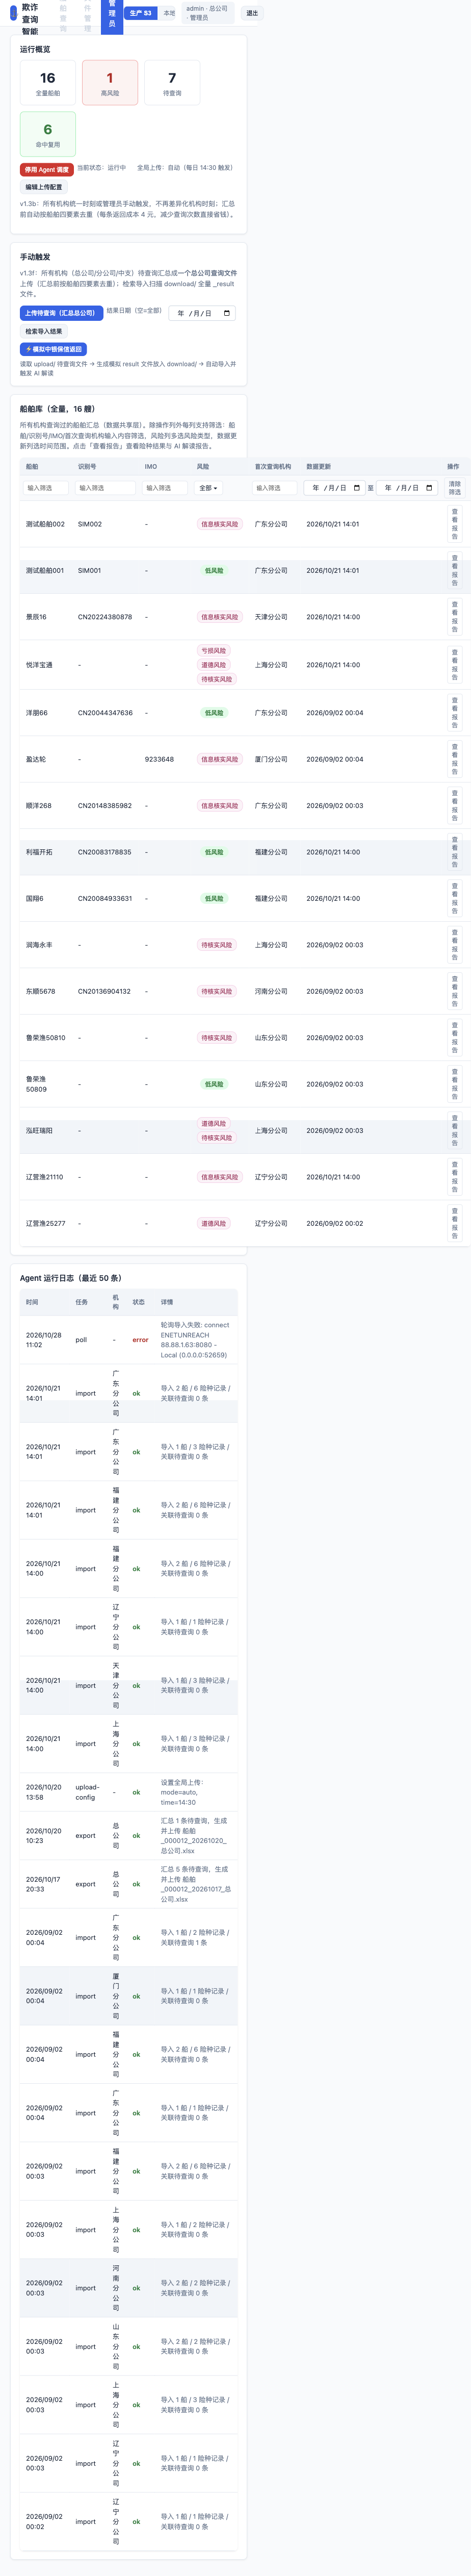 欺诈
查询
智能
船
舶
查
询
件
管
理
管
理
员
生产 S3 本地
admin · 总公司
· 管理员
退出
运行概览
16
全量船舶
1
高风险
7
待查询
6
命中复用
停用 Agent 调度 当前状态：运行中 全局上传：自动（每日 14:30 触发）
编辑上传配置
v1.3b：所有机构统一时刻或管理员手动触发，不再差异化机构时刻；汇总
前自动按船舶四要素去重（每条返回成本 4 元，减少查询次数直接省钱）。
手动触发
v1.3f：所有机构（总公司/分公司/中支）待查询汇总成一个总公司查询文件
上传（汇总前按船舶四要素去重）；检索导入扫描 download/ 全量 _result
文件。
上传待查询（汇总总公司） 结果日期（空=全部） 年 /月/日
检索导入结果
⚡ 模拟中银保信返回
读取 upload/ 待查询文件 → 生成模拟 result 文件放入 download/ → 自动导入并
触发 AI 解读
船舶库（全量，16 艘）
所有机构查询过的船舶汇总（数据共享层）。除操作列外每列支持筛选：船
舶/识别号/IMO/首次查询机构输入内容筛选，风险列多选风险类型，数据更
新列选时间范围。点击「查看报告」查看险种结果与 AI 解读报告。
船舶 识别号 IMO 风险 首次查询机构 数据更新 操作
输入筛选 输入筛选 输入筛选 全部 输入筛选 年 /月/日 至 年 /月/日 清除筛选
测试船舶002 SIM002 - 信息核实风险 广东分公司 2026/10/21 14:01 查看报告
测试船舶001 SIM001 - 低风险 广东分公司 2026/10/21 14:01 查看报告
景辰16 CN20224380878 - 信息核实风险 天津分公司 2026/10/21 14:00 查看报告
悦洋宝通 - - 亏损风险 道德风险 待核实风险 上海分公司 2026/10/21 14:00 查看报告
洋朋66 CN20044347636 - 低风险 广东分公司 2026/09/02 00:04 查看报告
盈达轮 - 9233648 信息核实风险 厦门分公司 2026/09/02 00:04 查看报告
顺洋268 CN20148385982 - 信息核实风险 广东分公司 2026/09/02 00:03 查看报告
利福开拓 CN20083178835 - 低风险 福建分公司 2026/10/21 14:00 查看报告
国翔6 CN20084933631 - 低风险 福建分公司 2026/10/21 14:00 查看报告
润海永丰 - - 待核实风险 上海分公司 2026/09/02 00:03 查看报告
东顺5678 CN20136904132 - 待核实风险 河南分公司 2026/09/02 00:03 查看报告
鲁荣渔50810 - - 待核实风险 山东分公司 2026/09/02 00:03 查看报告
鲁荣渔50809 - - 低风险 山东分公司 2026/09/02 00:03 查看报告
泓旺瑞阳 - - 道德风险 待核实风险 上海分公司 2026/09/02 00:03 查看报告
辽营渔21110 - - 信息核实风险 辽宁分公司 2026/10/21 14:00 查看报告
辽营渔25277 - - 道德风险 辽宁分公司 2026/09/02 00:02 查看报告
Agent 运行日志（最近 50 条）
时间 任务 机构 状态 详情
2026/10/28 11:02 poll - error 轮询导入失败: connect ENETUNREACH 88.88.1.63:8080 - Local (0.0.0.0:52659)
2026/10/21 14:01 import 广东分公司 ok 导入 2 船 / 6 险种记录 / 关联待查询 0 条
2026/10/21 14:01 import 广东分公司 ok 导入 1 船 / 3 险种记录 / 关联待查询 0 条
2026/10/21 14:01 import 福建分公司 ok 导入 2 船 / 6 险种记录 / 关联待查询 0 条
2026/10/21 14:00 import 福建分公司 ok 导入 2 船 / 6 险种记录 / 关联待查询 0 条
2026/10/21 14:00 import 辽宁分公司 ok 导入 1 船 / 1 险种记录 / 关联待查询 0 条
2026/10/21 14:00 import 天津分公司 ok 导入 1 船 / 3 险种记录 / 关联待查询 0 条
2026/10/21 14:00 import 上海分公司 ok 导入 1 船 / 3 险种记录 / 关联待查询 0 条
2026/10/20 13:58 upload-config - ok 设置全局上传: mode=auto, time=14:30
2026/10/20 10:23 export 总公司 ok 汇总 1 条待查询，生成并上传 船舶_000012_20261020_总公司.xlsx
2026/10/17 20:33 export 总公司 ok 汇总 5 条待查询，生成并上传 船舶_000012_20261017_总公司.xlsx
2026/09/02 00:04 import 广东分公司 ok 导入 1 船 / 2 险种记录 / 关联待查询 1 条
2026/09/02 00:04 import 厦门分公司 ok 导入 1 船 / 1 险种记录 / 关联待查询 0 条
2026/09/02 00:04 import 福建分公司 ok 导入 2 船 / 6 险种记录 / 关联待查询 0 条
2026/09/02 00:04 import 广东分公司 ok 导入 1 船 / 1 险种记录 / 关联待查询 0 条
2026/09/02 00:03 import 福建分公司 ok 导入 2 船 / 6 险种记录 / 关联待查询 0 条
2026/09/02 00:03 import 上海分公司 ok 导入 1 船 / 2 险种记录 / 关联待查询 0 条
2026/09/02 00:03 import 河南分公司 ok 导入 2 船 / 2 险种记录 / 关联待查询 0 条
2026/09/02 00:03 import 山东分公司 ok 导入 2 船 / 2 险种记录 / 关联待查询 0 条
2026/09/02 00:03 import 上海分公司 ok 导入 1 船 / 3 险种记录 / 关联待查询 0 条
2026/09/02 00:03 import 辽宁分公司 ok 导入 1 船 / 1 险种记录 / 关联待查询 0 条
2026/09/02 00:02 import 辽宁分公司 ok 导入 1 船 / 1 险种记录 / 关联待查询 0 条